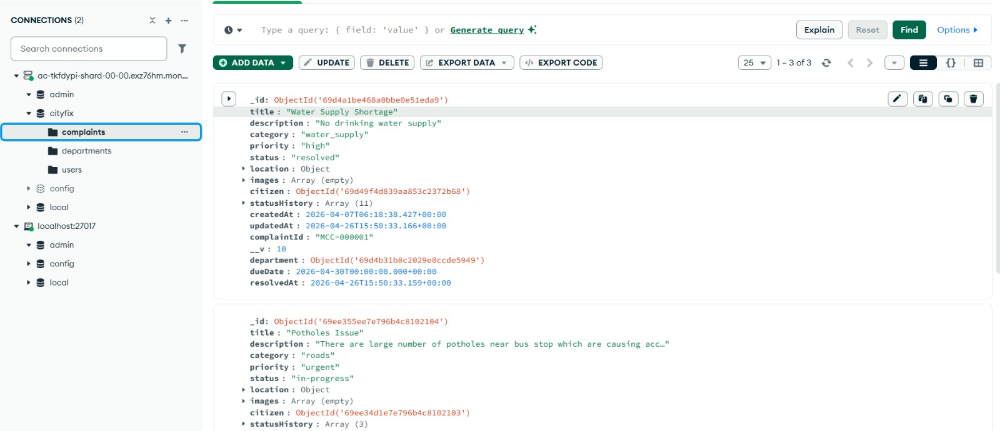 CONNECTIONS (2)
Search connections
ac-tkfdypi-shard-00-00.exz76hm.mon...
admin
cityfix
complaints
departments
users
config
local
localhost:27017
admin
config
local
Type a query: { field: 'value' } or Generate query
Explain
Reset
Find
Options
ADD DATA
UPDATE
DELETE
EXPORT DATA
EXPORT CODE
25
1 – 3 of 3
_id: ObjectId('69d4a1be468a0bbe0e51eda9')
title : "Water Supply Shortage"
description : "No drinking water supply"
category : "water_supply"
priority : "high"
status : "resolved"
location : Object
images : Array (empty)
citizen : ObjectId('69d49f4d839aa853c2372b68')
statusHistory : Array (11)
createdAt : 2026-04-07T06:18:38.427+00:00
updatedAt : 2026-04-26T15:50:33.166+00:00
complaintId : "MCC-000001"
__v : 10
department : ObjectId('69d4b31b8c2029e0ccde5949')
dueDate : 2026-04-30T00:00:00.000+00:00
resolvedAt : 2026-04-26T15:50:33.159+00:00
_id: ObjectId('69ee355ee7e796b4c8102104')
title : "Potholes Issue"
description : "There are large number of potholes near bus stop which are causing acc…"
category : "roads"
priority : "urgent"
status : "in-progress"
location : Object
images : Array (empty)
citizen : ObjectId('69ee34d1e7e796b4c8102103')
statusHistory : Array (3)